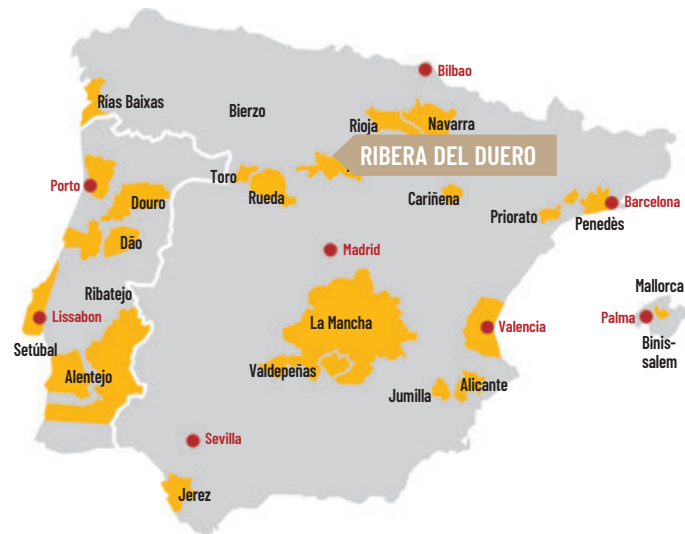 Bilbao
Rías Baixas
Bierzo
Rioja
Navarra
RIBERA DEL DUERO
Toro
Rueda
Porto
Douro
Cariñena
Priorato
Barcelona
Penedès
Dão
Madrid
Ribatejo
Mallorca
Lissabon
La Mancha
Valencia
Palma
Setúbal
Binis-
salem
Alentejo
Valdepeñas
Jumilla
Alicante
Sevilla
Jerez